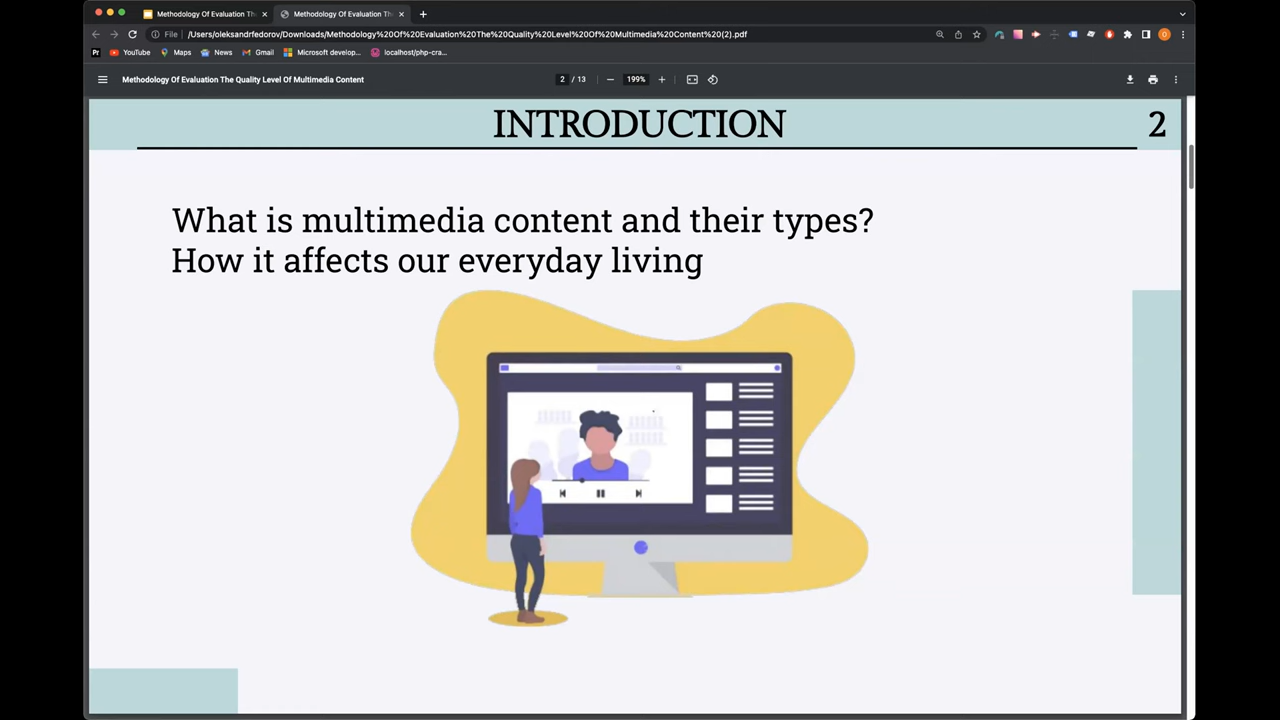 Methodology Of Evaluation Th
Methodology Of Evaluation Th
File
/Users/oleksandrfedorov/Downloads/Methodology%20Of%20Evaluation%20The%20Quality%20Level%20Of%20Multimedia%20Content%20(2).pdf
Pr
YouTube
Maps
News
Gmail
Microsoft develop...
localhost/php-cra...
Methodology Of Evaluation The Quality Level Of Multimedia Content
2 / 13
199%
INTRODUCTION
2
What is multimedia content and their types?
How it affects our everyday living